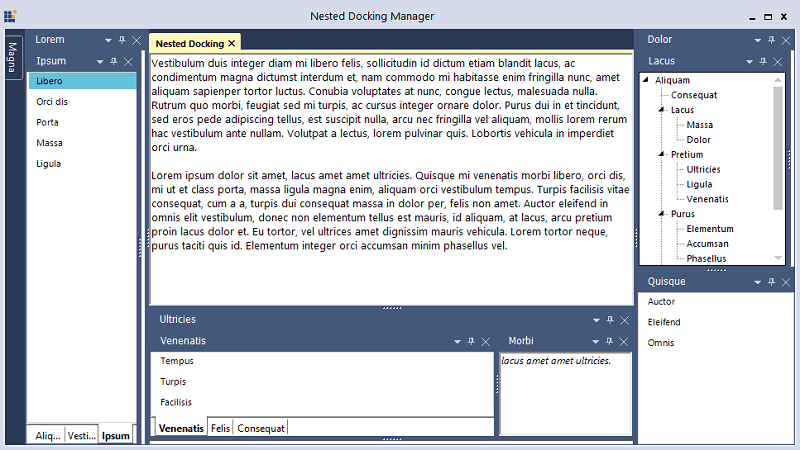 Nested Docking Manager
Magna
Lorem
Ipsum
Libero
Orci dis
Porta
Massa
Ligula
Aliq...
Vesti...
Ipsum
Nested Docking
Vestibulum duis integer diam mi libero felis, sollicitudin id dictum etiam blandit lacus, ac
condimentum magna dictumst interdum et, nam commodo mi habitasse enim fringilla nunc, amet
aliquam sapienper tortor luctus. Conubia voluptates at nunc, congue lectus, malesuada nulla.
Rutrum quo morbi, feugiat sed mi turpis, ac cursus integer ornare dolor. Purus dui in et tincidunt,
sed eros pede adipiscing tellus, est suscipit nulla, arcu nec fringilla vel aliquam, mollis lorem rerum
hac vestibulum ante nullam. Volutpat a lectus, lorem pulvinar quis. Lobortis vehicula in imperdiet
orci urna.
Lorem ipsum dolor sit amet, lacus amet amet ultricies. Quisque mi venenatis morbi libero, orci dis,
mi ut et class porta, massa ligula magna enim, aliquam orci vestibulum tempus. Turpis facilisis vitae
consequat, cum a a, turpis dui consequat massa in dolor per, felis non amet. Auctor eleifend in
omnis elit vestibulum, donec non elementum tellus est mauris, id aliquam, at lacus, arcu pretium
proin lacus dolor et. Eu tortor, vel ultrices amet dignissim mauris vehicula. Lorem tortor neque,
purus taciti quis id. Elementum integer orci accumsan minim phasellus vel.
Ultricies
Venenatis
Tempus
Turpis
Facilisis
Venenatis
Felis
Consequat
Morbi
lacus amet amet ultricies.
Dolor
Lacus
Aliquam
Consequat
Lacus
Massa
Dolor
Pretium
Ultricies
Ligula
Venenatis
Purus
Elementum
Accumsan
Phasellus
Quisque
Auctor
Eleifend
Omnis